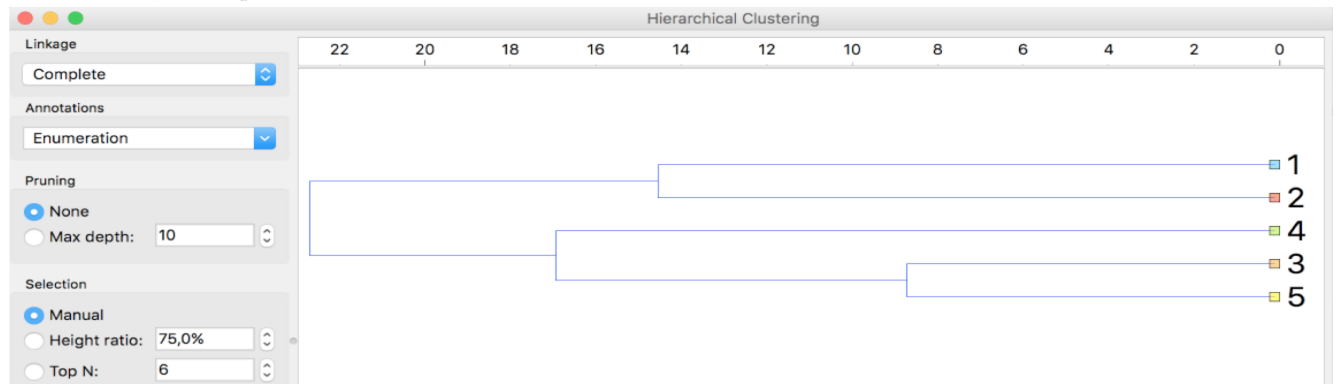 Hierarchical Clustering
Linkage
Complete
Annotations
Enumeration
Pruning
None
Max depth: 10
Selection
Manual
Height ratio: 75,0%
Top N: 6
22 20 18 16 14 12 10 8 6 4 2 0
1
2
4
3
5